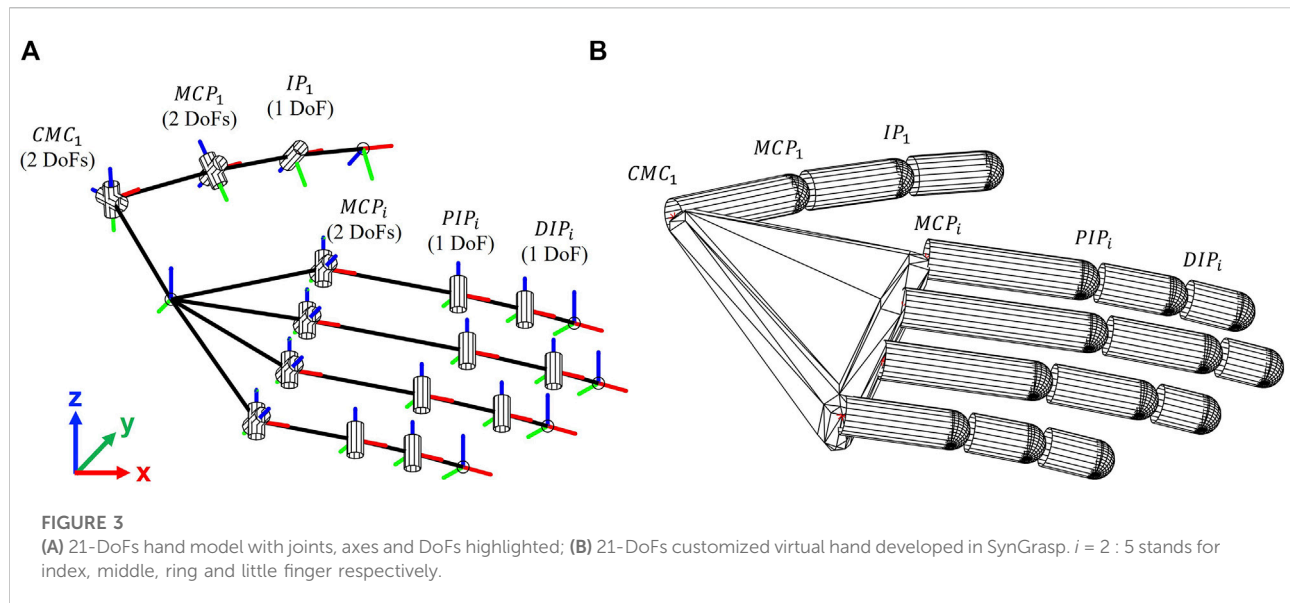 A
CMC₁
(2 DoFs)
MCP₁
(2 DoFs)
IP₁
(1 DoF)
MCPᵢ
(2 DoFs)
PIPᵢ
(1 DoF)
DIPᵢ
(1 DoF)
z
y
x
B
CMC₁
MCP₁
IP₁
MCPᵢ
PIPᵢ
DIPᵢ
FIGURE 3
(A) 21-DoFs hand model with joints, axes and DoFs highlighted; (B) 21-DoFs customized virtual hand developed in SynGrasp. i = 2 : 5 stands for
index, middle, ring and little finger respectively.